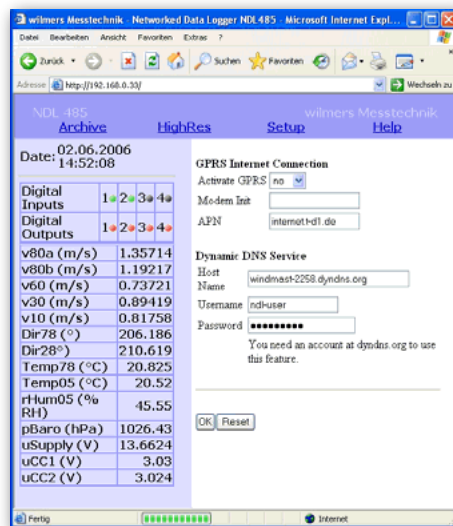 wilmers Messtechnik - Networked Data Logger NDL485 - Microsoft Internet Expl...
Datei Bearbeiten Ansicht Favoriten Extras ?
Zurück Suchen Favoriten
Adresse http://192.168.0.33/ Wechseln zu
NDL 485 wilmers Messtechnik
Archive HighRes Setup Help
Date: 02.06.2006
14:52:08
Digital Inputs 1 2 3 4
Digital Outputs 1 2 3 4
v80a (m/s) 1.35714
v80b (m/s) 1.19217
v60 (m/s) 0.73721
v30 (m/s) 0.89419
v10 (m/s) 0.81758
Dir78 (°) 206.186
Dir28°) 210.619
Temp78 (°C) 20.825
Temp05 (°C) 20.52
rHum05 (% RH) 45.55
pBaro (hPa) 1026.43
uSupply (V) 13.6624
uCC1 (V) 3.03
uCC2 (V) 3.024
GPRS Internet Connection
Activate GPRS no
Modem Init
APN internet.t-d1.de
Dynamic DNS Service
Host Name windmast-2258.dyndns.org
Username ndl-user
Password ●●●●●●●●●
You need an account at dyndns.org to use
this feature.
OK Reset
Fertig Internet